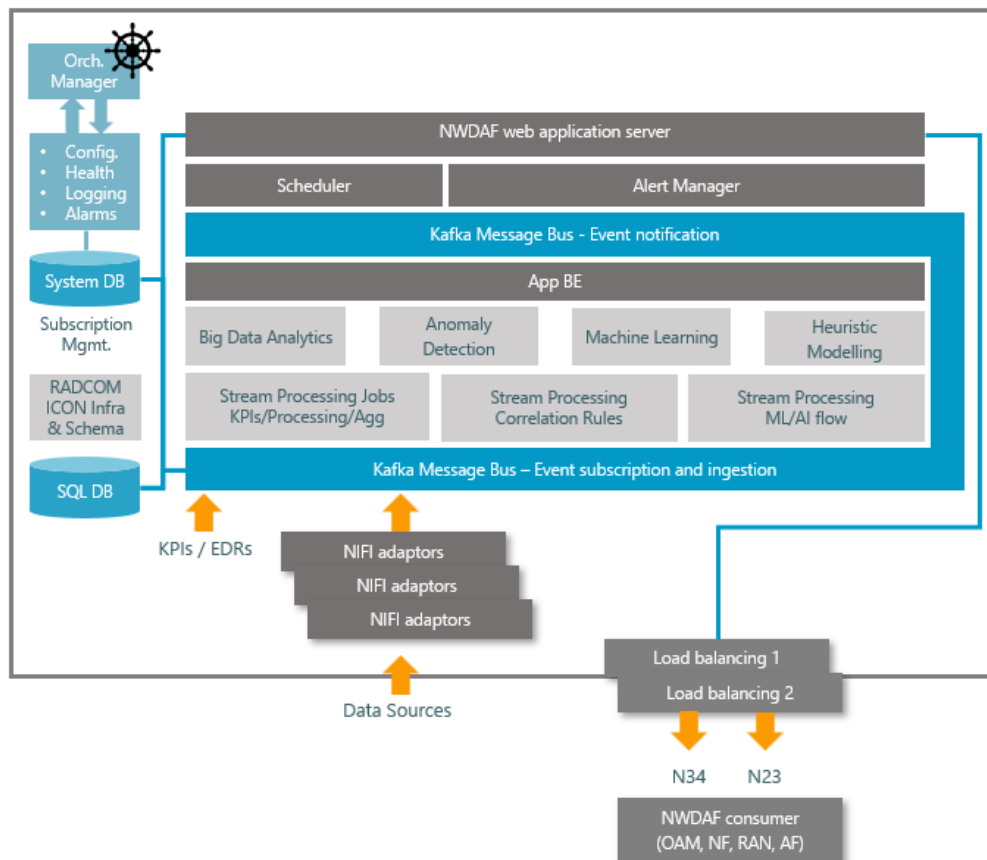 Orch.
Manager
• Config.
• Health
• Logging
• Alarms
System DB
Subscription
Mgmt.
RADCOM
ICON Infra
& Schema
SQL DB
NWDAF web application server
Scheduler
Alert Manager
Kafka Message Bus - Event notification
App BE
Big Data Analytics
Anomaly
Detection
Machine Learning
Heuristic
Modelling
Stream Processing Jobs
KPIs/Processing/Agg
Stream Processing
Correlation Rules
Stream Processing
ML/AI flow
Kafka Message Bus – Event subscription and ingestion
KPIs / EDRs
NIFI adaptors
NIFI adaptors
NIFI adaptors
Data Sources
Load balancing 1
Load balancing 2
N34
N23
NWDAF consumer
(OAM, NF, RAN, AF)